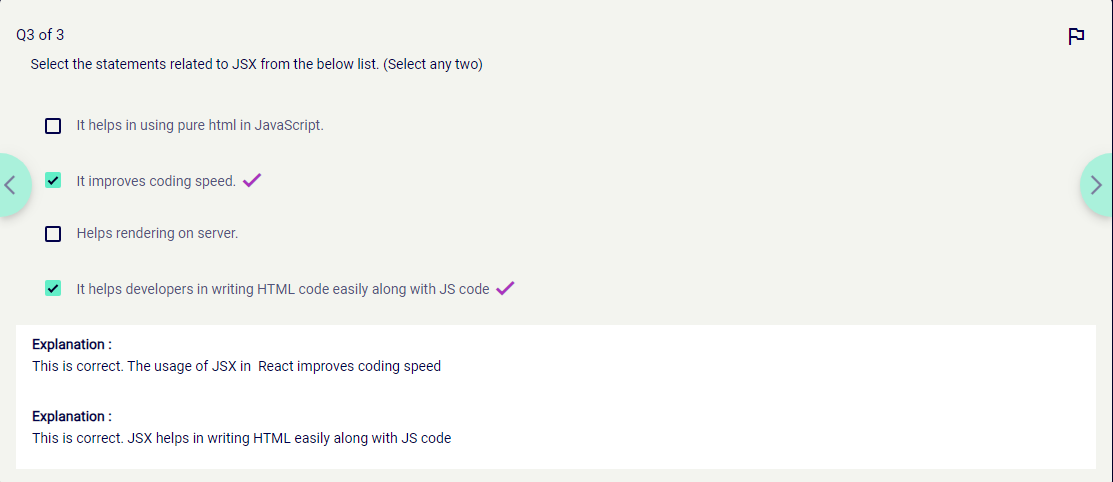 Q3 of 3
Select the statements related to JSX from the below list. (Select any two)
It helps in using pure html in JavaScript.
It improves coding speed.
Helps rendering on server.
It helps developers in writing HTML code easily along with JS code
Explanation :
This is correct. The usage of JSX in  React improves coding speed
Explanation :
This is correct. JSX helps in writing HTML easily along with JS code